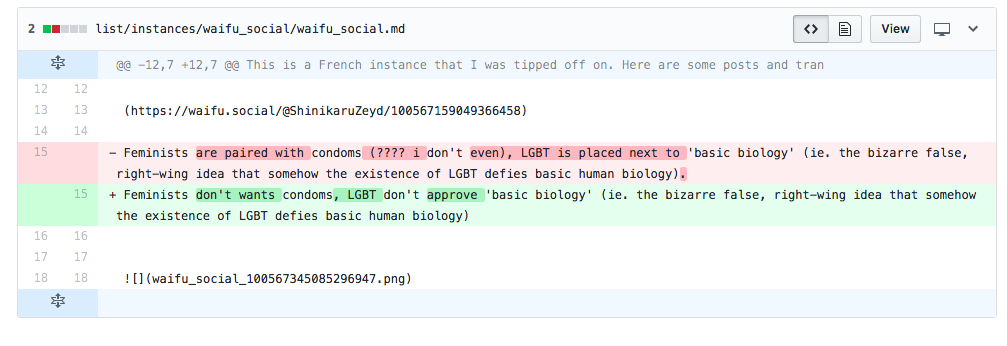 2 list/instances/waifu_social/waifu_social.md View
@@ -12,7 +12,7 @@ This is a French instance that I was tipped off on. Here are some posts and tran
12 12
13 13 (https://waifu.social/@ShinikaruZeyd/100567159049366458)
14 14
15 - Feminists are paired with condoms (???? i don't even), LGBT is placed next to 'basic biology' (ie. the bizarre false,
right-wing idea that somehow the existence of LGBT defies basic human biology).
15 + Feminists don't wants condoms, LGBT don't approve 'basic biology' (ie. the bizarre false, right-wing idea that somehow
the existence of LGBT defies basic human biology)
16 16
17 17
18 18 ![](waifu_social_100567345085296947.png)